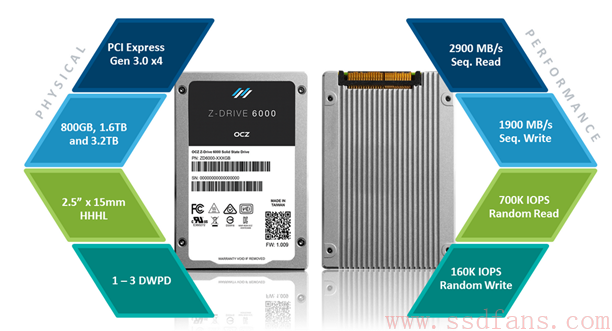 PHYSICAL
PCI Express
Gen 3.0 x4
800GB, 1.6TB
and 3.2TB
2.5” x 15mm
HHHL
1 – 3 DWPD
Z-DRIVE 6000
OCZ
OCZ Z-Drive 6000 Solid State Drive
PN: ZD6000-XXXGB
SN: 00000000000000000
MADE IN
TAIWAN
FW: 1.009
WARRANTY VOID IF REMOVED
PERFORMANCE
2900 MB/s
Seq. Read
1900 MB/s
Seq. Write
700K IOPS
Random Read
160K IOPS
Random Write
www.ssdfans.com